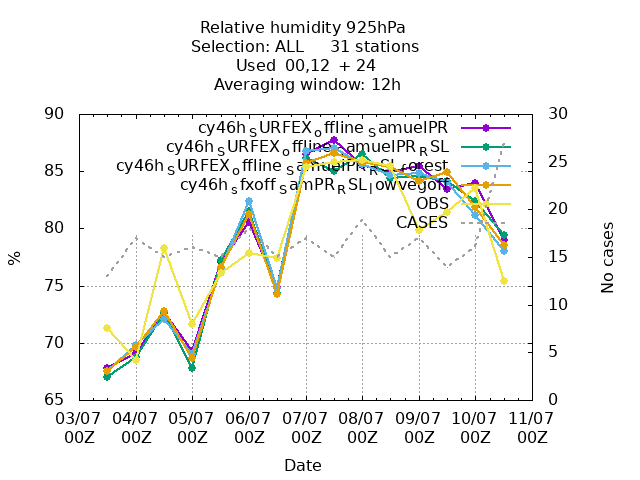 Relative humidity 925hPa
Selection: ALL 31 stations
Used 00,12 + 24
Averaging window: 12h
cy46h_SURFEX_offline_samuelPR
cy46h_SURFEX_offline_samuelPR_RSL
cy46h_SURFEX_offline_samuelPR_RSL_forest
cy46h_sfxoff_samPR_RSL_lowvegoff
OBS
CASES
90
85
80
75
70
65
%
30
25
20
15
10
5
0
No cases
03/07 04/07 05/07 06/07 07/07 08/07 09/07 10/07 11/07
00Z 00Z 00Z 00Z 00Z 00Z 00Z 00Z 00Z
Date